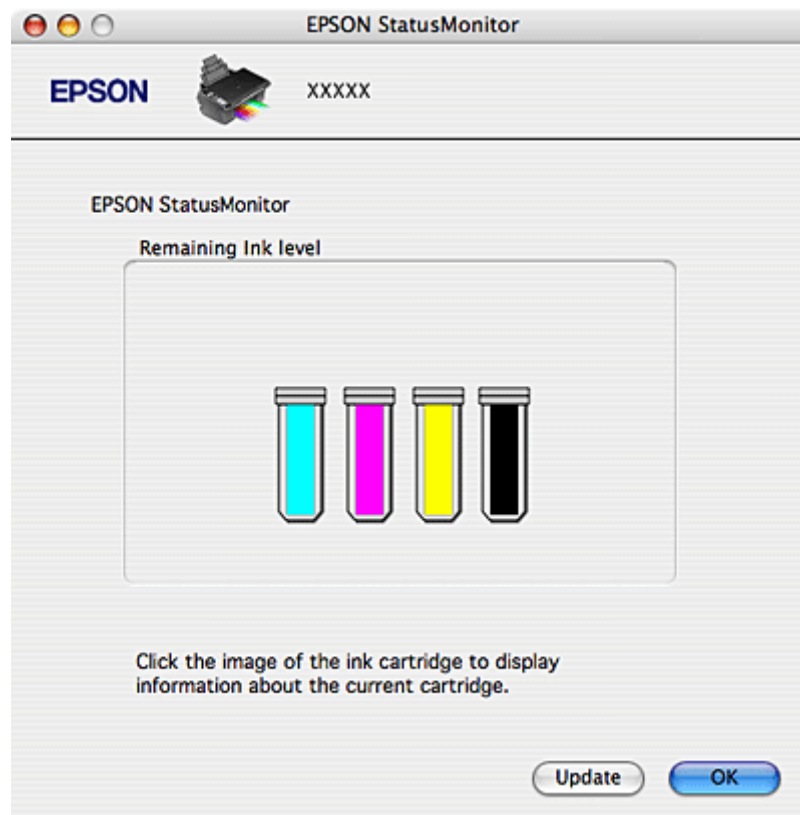 EPSON StatusMonitor
EPSON XXXXX
EPSON StatusMonitor
Remaining Ink level
Click the image of the ink cartridge to display
information about the current cartridge.
Update OK